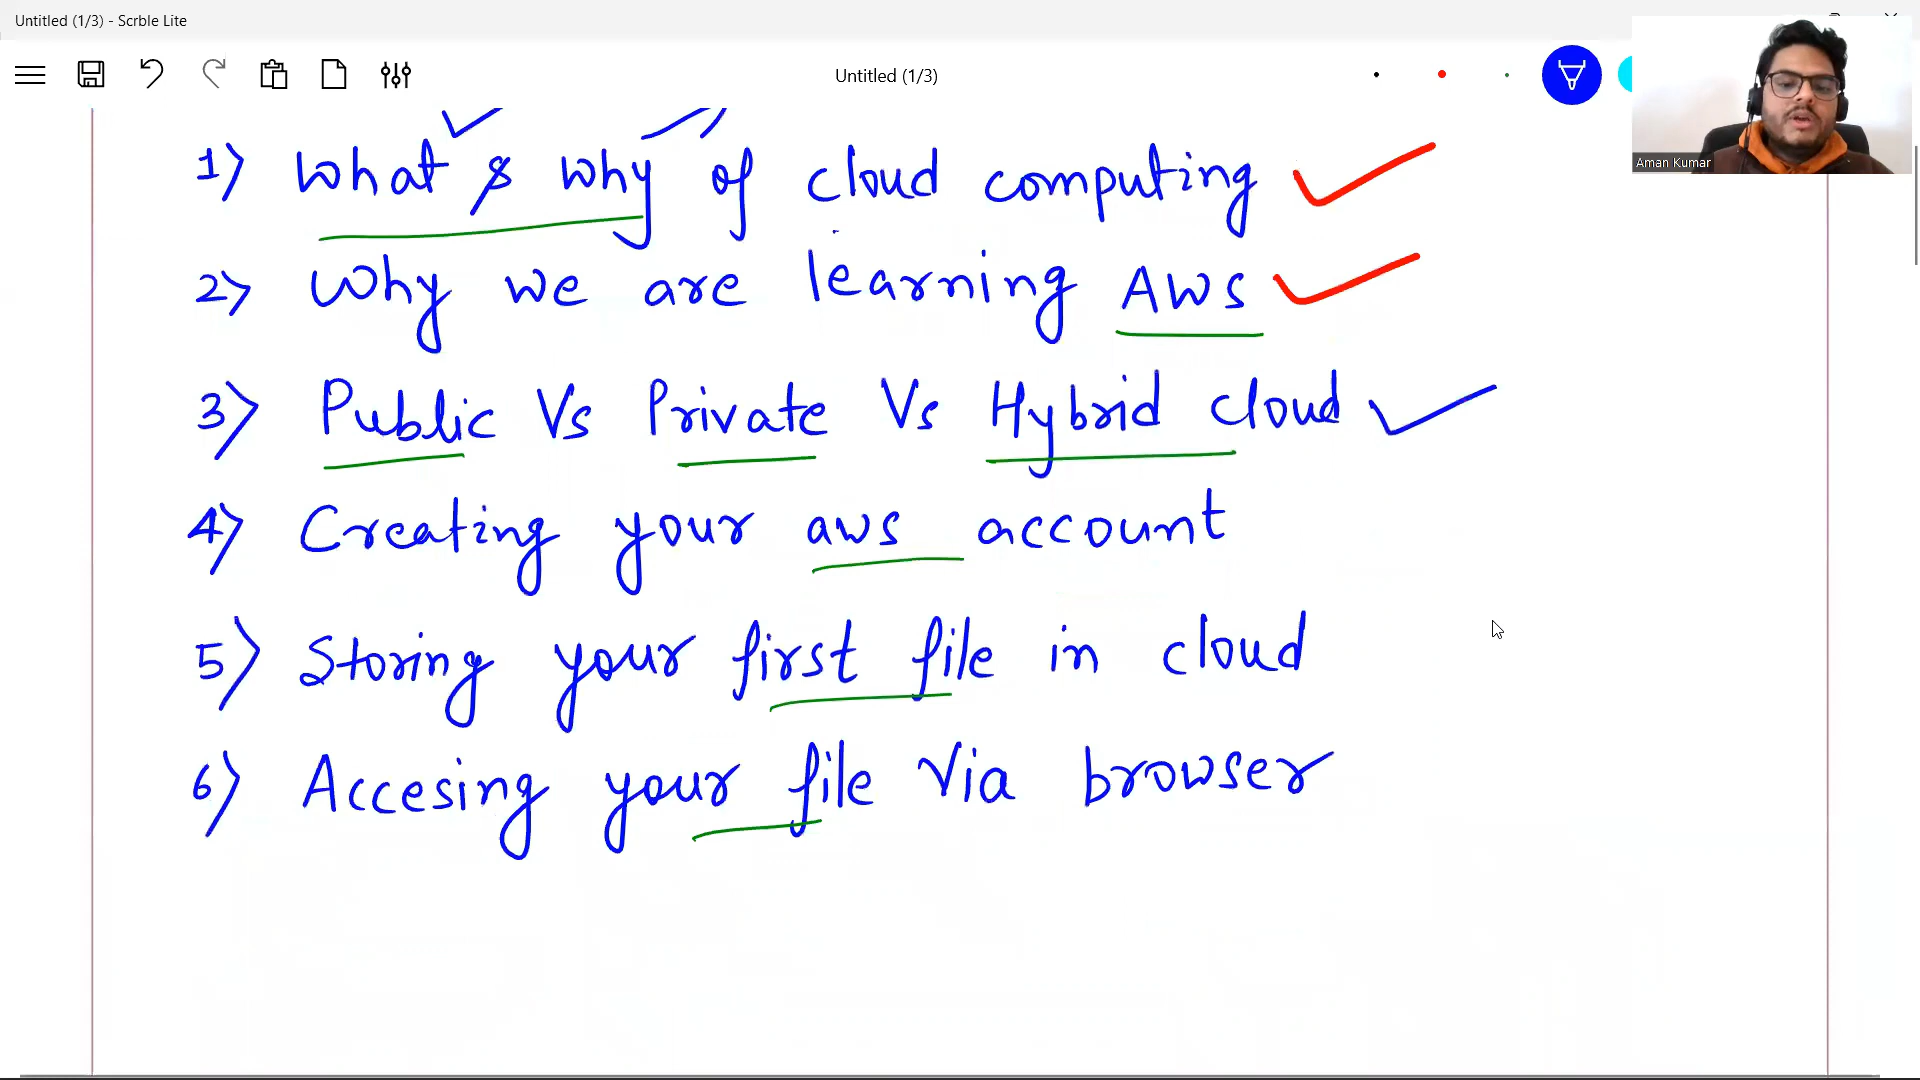 Untitled (1/3) - Scrble Lite
Untitled (1/3)
Aman Kumar
1) What & why of cloud computing
2) Why we are learning AWS
3) Public Vs Private Vs Hybrid cloud
4) Creating your aws account
5) Storing your first file in cloud
6) Accesing your file via browser